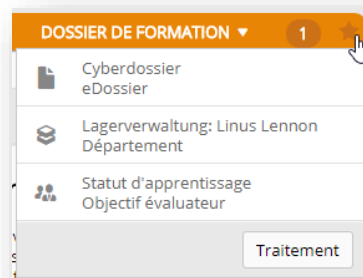 DOSSIER DE FORMATION ▼ 1
Cyberdossier
eDossier
Lagerverwaltung: Linus Lennon
Département
Statut d'apprentissage
Objectif évaluateur
Traitement